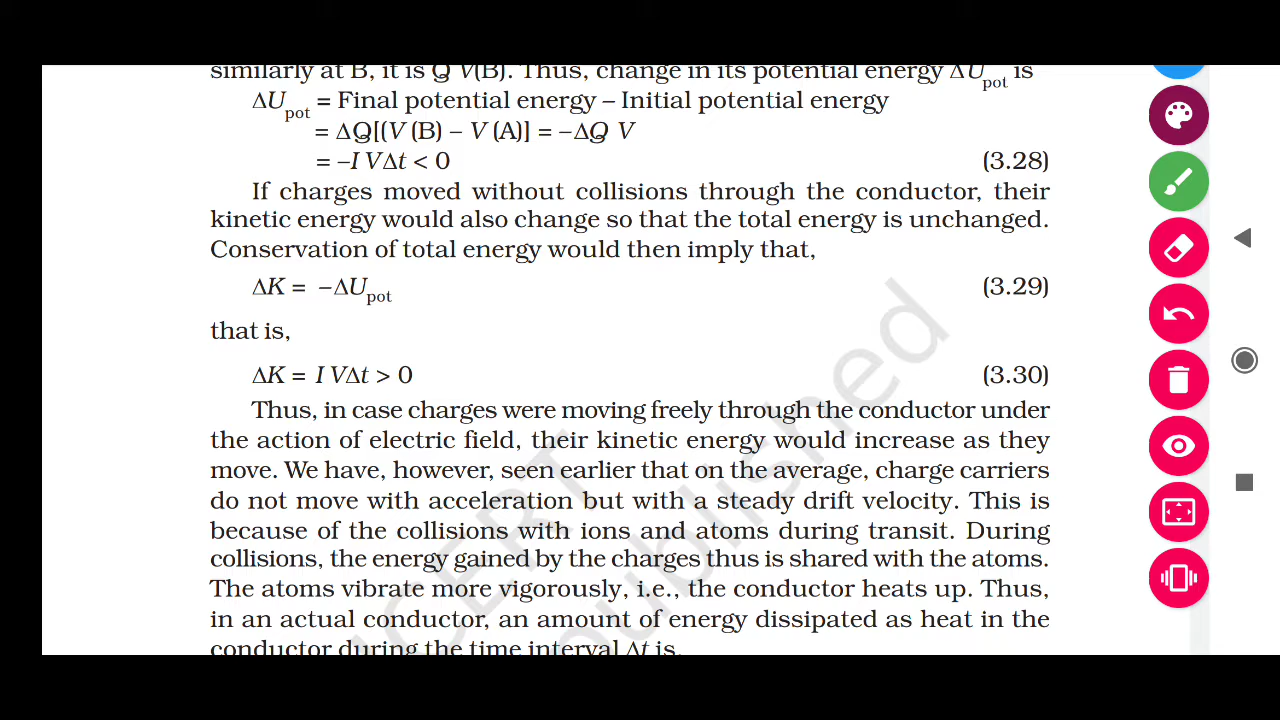 similarly at B, it is Q V(B). Thus, change in its potential energy ΔU_pot is
ΔU_pot = Final potential energy – Initial potential energy
= ΔQ[(V (B) – V (A)] = –ΔQ V
= –I VΔt < 0 (3.28)
If charges moved without collisions through the conductor, their
kinetic energy would also change so that the total energy is unchanged.
Conservation of total energy would then imply that,
ΔK = –ΔU_pot (3.29)
that is,
ΔK = I VΔt > 0 (3.30)
Thus, in case charges were moving freely through the conductor under
the action of electric field, their kinetic energy would increase as they
move. We have, however, seen earlier that on the average, charge carriers
do not move with acceleration but with a steady drift velocity. This is
because of the collisions with ions and atoms during transit. During
collisions, the energy gained by the charges thus is shared with the atoms.
The atoms vibrate more vigorously, i.e., the conductor heats up. Thus,
in an actual conductor, an amount of energy dissipated as heat in the
conductor during the time interval Δt is,